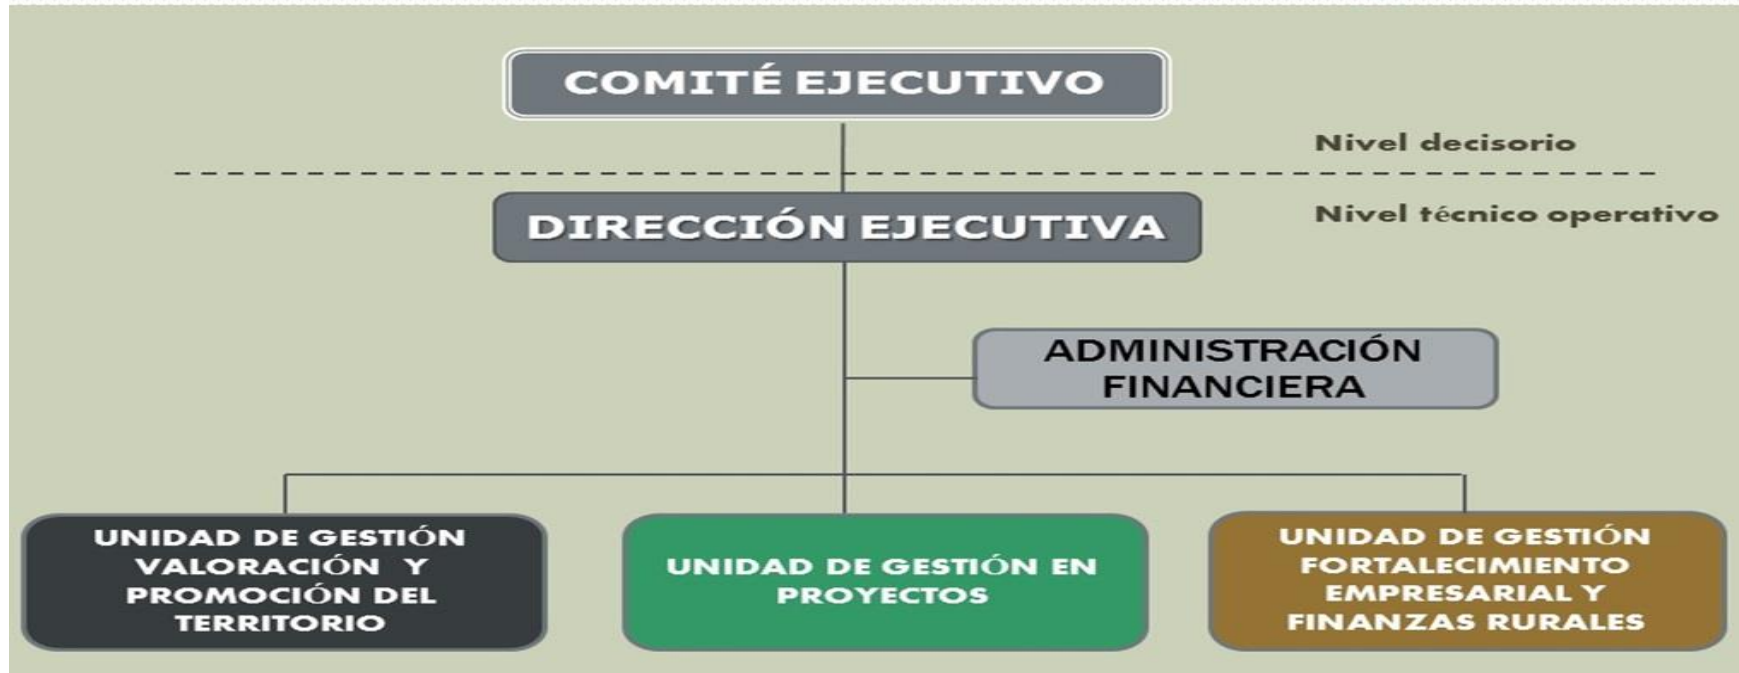 COMITÉ EJECUTIVO
Nivel decisorio
DIRECCIÓN EJECUTIVA
Nivel técnico operativo
ADMINISTRACIÓN
FINANCIERA
UNIDAD DE GESTIÓN
VALORACIÓN Y
PROMOCIÓN DEL
TERRITORIO
UNIDAD DE GESTIÓN EN
PROYECTOS
UNIDAD DE GESTIÓN
FORTALECIMIENTO
EMPRESARIAL Y
FINANZAS RURALES